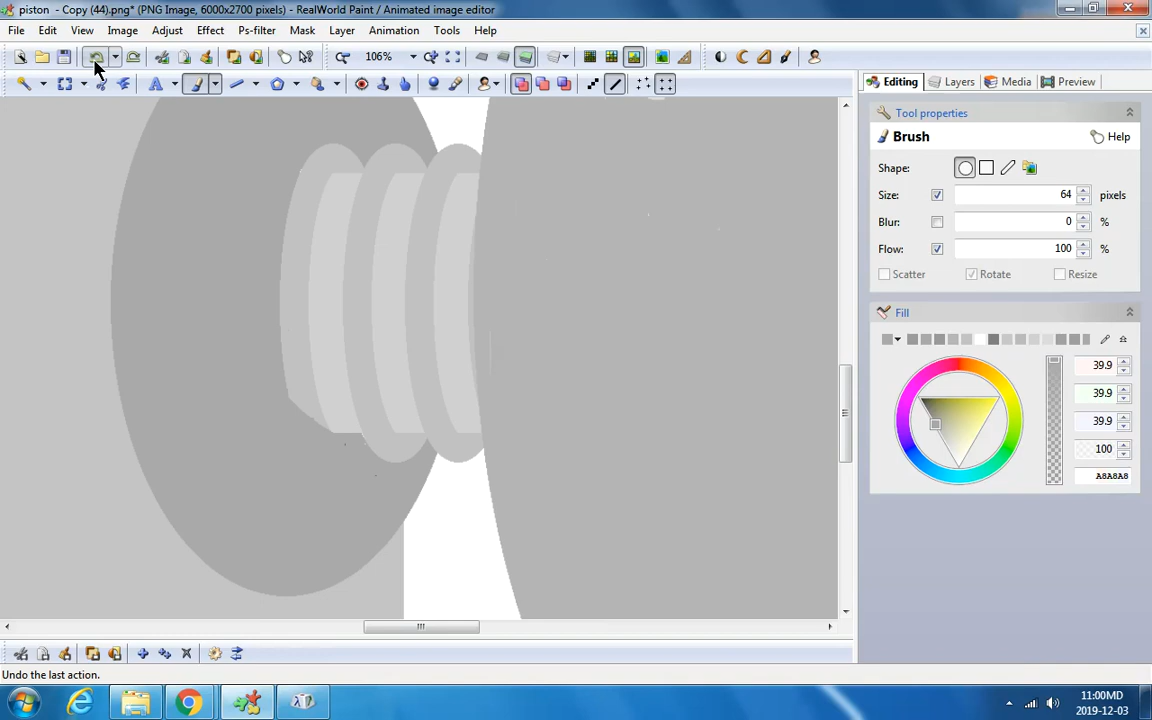 piston - Copy (44).png* (PNG Image, 6000x2700 pixels) - RealWorld Paint / Animated image editor
File Edit View Image Adjust Effect Ps-filter Mask Layer Animation Tools Help
106%
Editing Layers Media Preview
Tool properties
Brush Help
Shape:
Size: 64 pixels
Blur: 0 %
Flow: 100 %
Scatter Rotate Resize
Fill
39.9
39.9
39.9
100
A8A8A8
Undo the last action.
11:00MD
2019-12-03